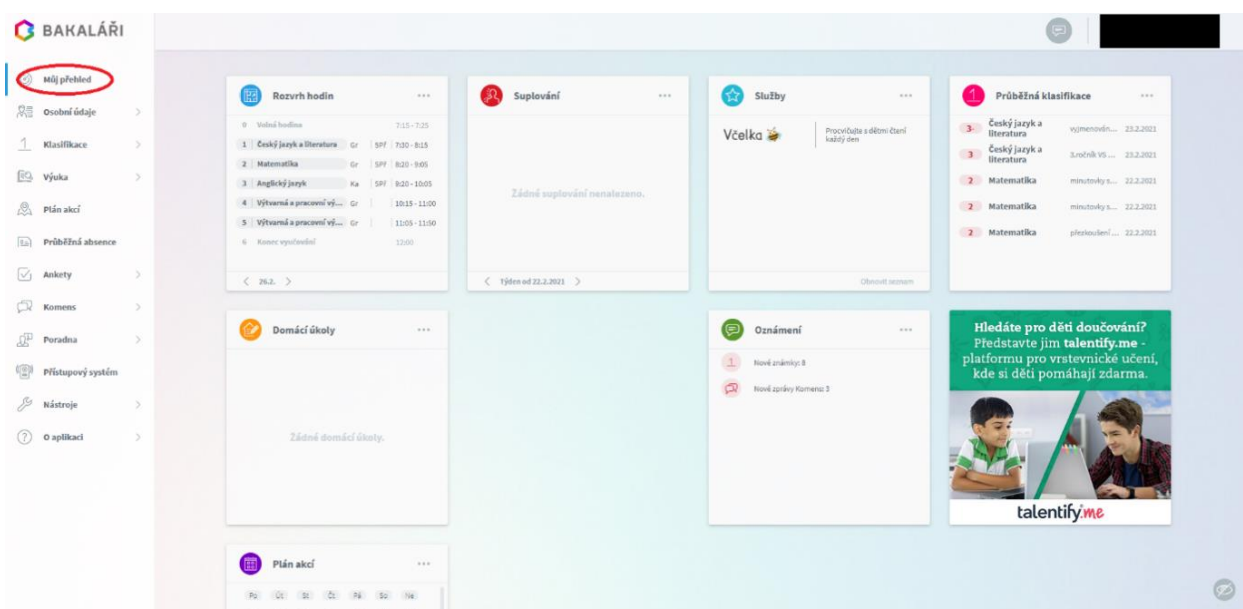 BAKALÁŘI
Můj přehled
Osobní údaje
Klasifikace
Výuka
Plán akcí
Průběžná absence
Ankety
Komens
Poradna
Přístupový systém
Nástroje
O aplikaci
Rozvrh hodin
0 Volná hodina 7:15 - 7:25
1 Český jazyk a literatura Gr SPř 7:30 - 8:15
2 Matematika Gr SPř 8:20 - 9:05
3 Anglický jazyk Ka SPř 9:20 - 10:05
4 Výtvarná a pracovní vý... Gr 10:15 - 11:00
5 Výtvarná a pracovní vý... Gr 11:05 - 11:50
6 Konec vyučování 12:00
26.2.
Suplování
Žádné suplování nenalezeno.
Týden od 22.2.2021
Služby
Včelka
Procvičujte s dětmi čtení
každý den
Obnovit seznam
1 Průběžná klasifikace
3- Český jazyk a
literatura
vyjmenován... 23.2.2021
3 Český jazyk a
literatura
3.ročník VS ... 23.2.2021
2 Matematika minutovky s... 22.2.2021
2 Matematika minutovky s... 22.2.2021
2 Matematika přezkoušení ... 22.2.2021
Domácí úkoly
Žádné domácí úkoly.
Oznámení
Nové známky: 8
Nové zprávy Komens: 3
Hledáte pro děti doučování?
Představte jim talentify.me -
platformu pro vrstevnické učení,
kde si děti pomáhají zdarma.
talentify.me
Plán akcí
Po Út St Čt Pá So Ne